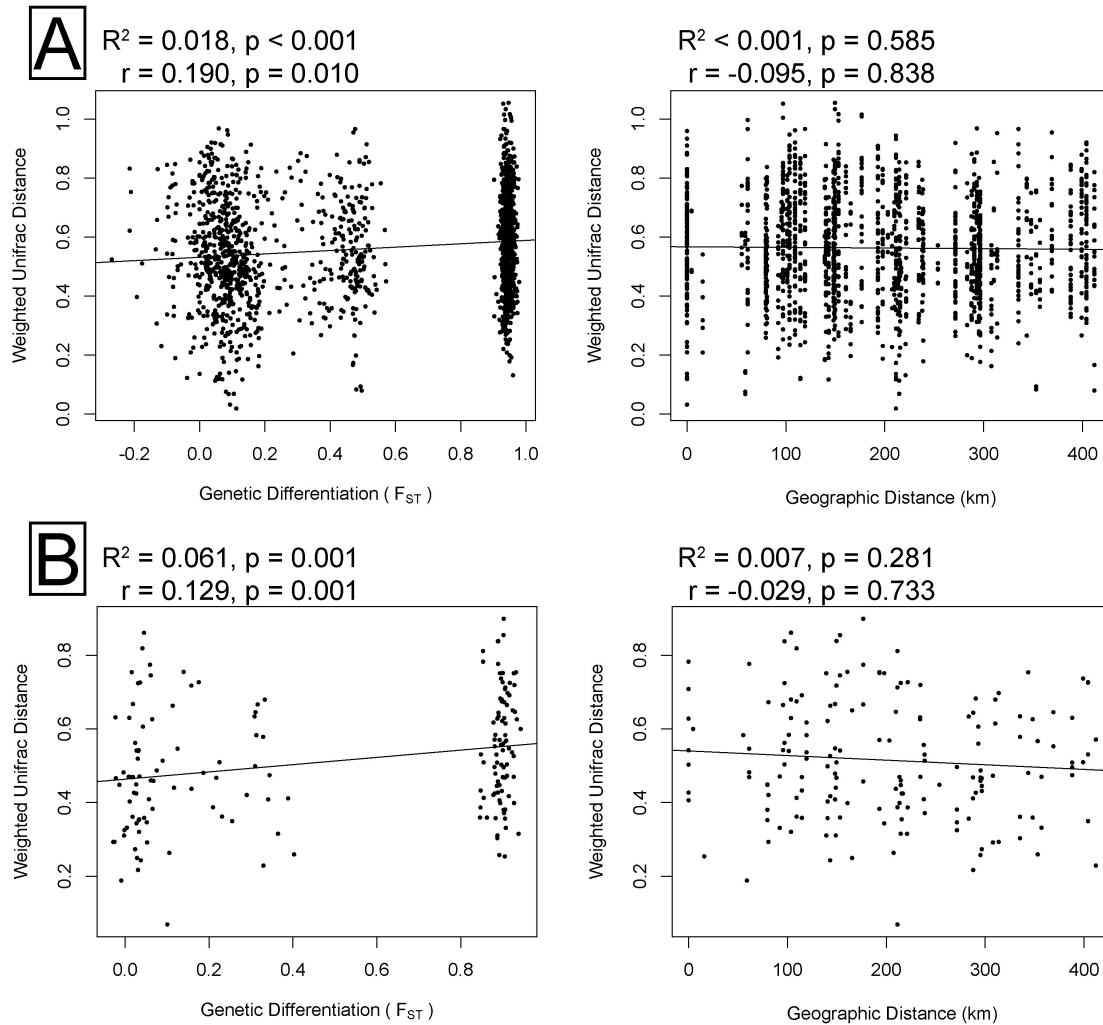 A
R² = 0.018, p < 0.001
r = 0.190, p = 0.010
R² < 0.001, p = 0.585
r = -0.095, p = 0.838
Weighted Unifrac Distance
0.0 0.2 0.4 0.6 0.8 1.0
-0.2 0.0 0.2 0.4 0.6 0.8 1.0
Genetic Differentiation ( F_ST )
Weighted Unifrac Distance
0.0 0.2 0.4 0.6 0.8 1.0
0 100 200 300 400
Geographic Distance (km)
B
R² = 0.061, p = 0.001
r = 0.129, p = 0.001
R² = 0.007, p = 0.281
r = -0.029, p = 0.733
Weighted Unifrac Distance
0.2 0.4 0.6 0.8
0.0 0.2 0.4 0.6 0.8
Genetic Differentiation ( F_ST )
Weighted Unifrac Distance
0.2 0.4 0.6 0.8
0 100 200 300 400
Geographic Distance (km)